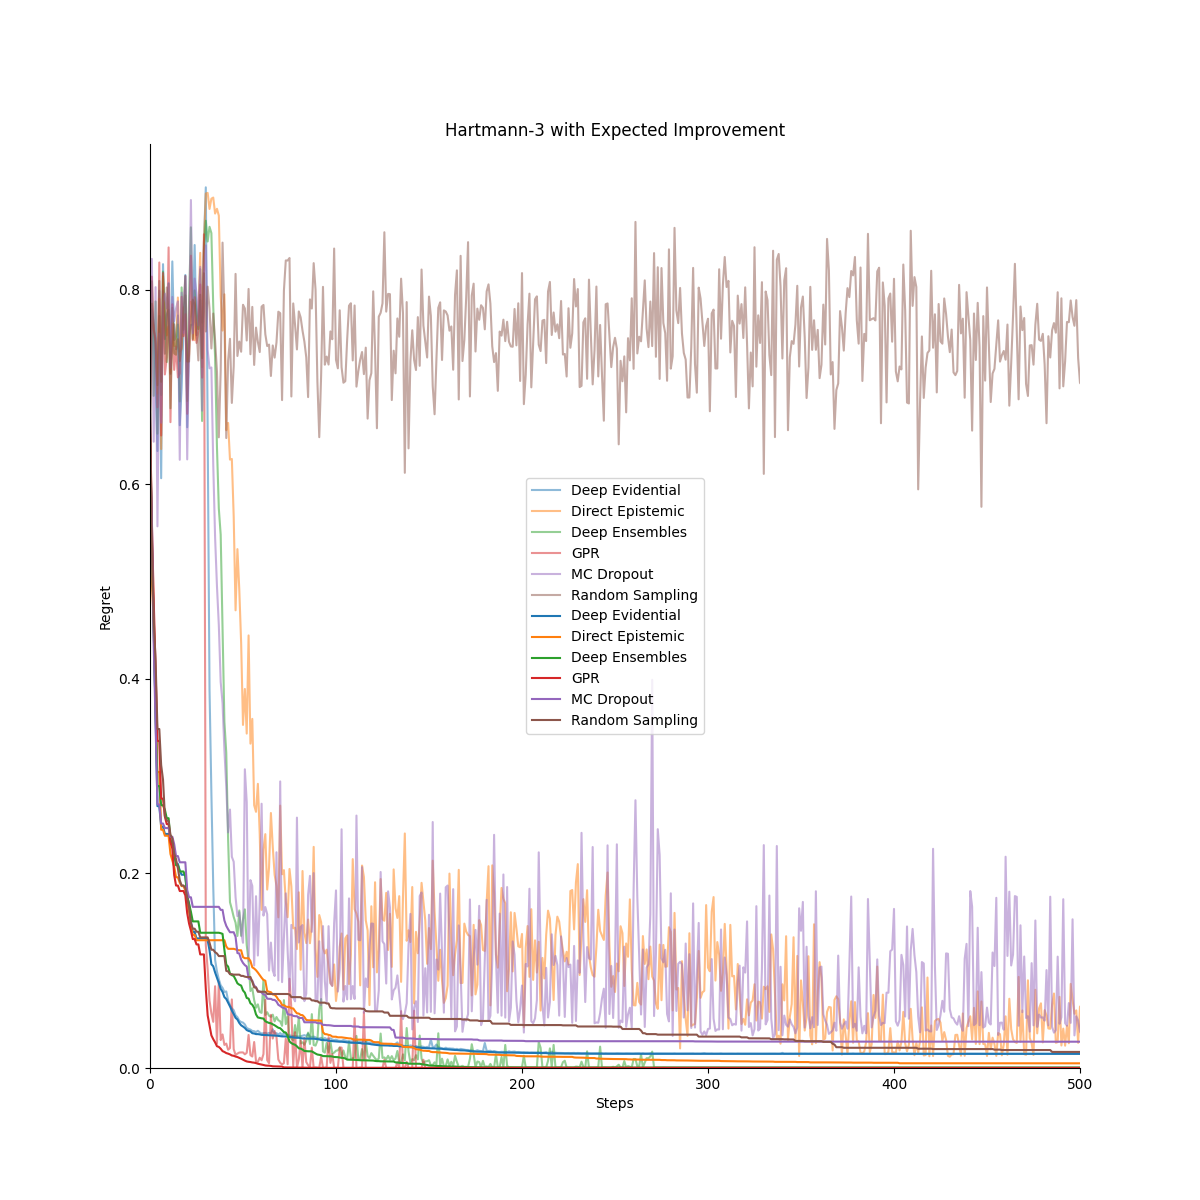 Hartmann-3 with Expected Improvement
Regret
0.8
0.6
0.4
0.2
0.0
Deep Evidential
Direct Epistemic
Deep Ensembles
GPR
MC Dropout
Random Sampling
Deep Evidential
Direct Epistemic
Deep Ensembles
GPR
MC Dropout
Random Sampling
0 100 200 300 400 500
Steps